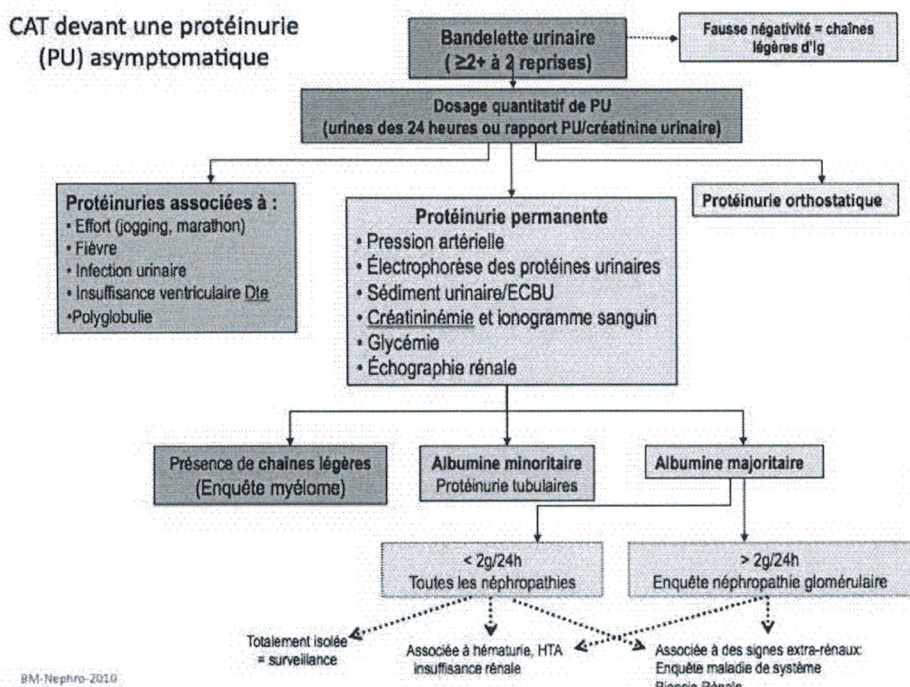 CAT devant une protéinurie
(PU) asymptomatique
Bandelette urinaire
( ≥2+ à 2 reprises)
Fausse négativité = chaînes
légères d'Ig
Dosage quantitatif de PU
(urines des 24 heures ou rapport PU/créatinine urinaire)
Protéinuries associées à :
• Effort (jogging, marathon)
• Fièvre
• Infection urinaire
• Insuffisance ventriculaire Dte
•Polyglobulie
Protéinurie permanente
• Pression artérielle
• Électrophorèse des protéines urinaires
• Sédiment urinaire/ECBU
• Créatininémie et ionogramme sanguin
• Glycémie
• Échographie rénale
Protéinurie orthostatique
Présence de chaînes légères
(Enquête myélome)
Albumine minoritaire
Protéinurie tubulaires
Albumine majoritaire
< 2g/24h
Toutes les néphropathies
> 2g/24h
Enquête néphropathie glomérulaire
Totalement isolée
= surveillance
Associée à hématurie, HTA
insuffisance rénale
Associée à des signes extra-rénaux:
Enquête maladie de système
Biopsie Rénale
BM-Nephro-2010